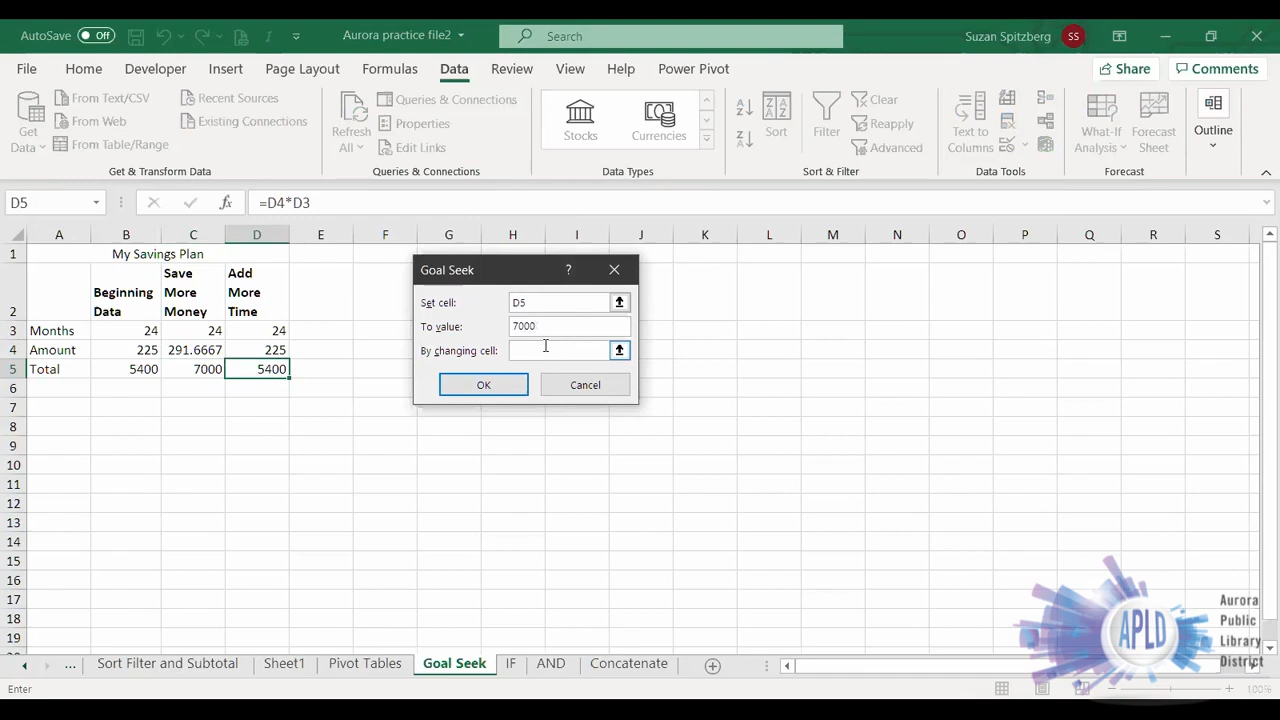 AutoSave Off Aurora practice file2 Search Suzan Spitzberg SS
File Home Developer Insert Page Layout Formulas Data Review View Help Power Pivot Share Comments
Get Data
From Text/CSV
From Web
From Table/Range
Recent Sources
Existing Connections
Get & Transform Data
Refresh All
Queries & Connections
Properties
Edit Links
Queries & Connections
Stocks
Currencies
Data Types
Sort
Filter
Clear
Reapply
Advanced
Sort & Filter
Text to Columns
Data Tools
What-If Analysis
Forecast Sheet
Forecast
Outline
D5 fx =D4*D3
A B C D E F G H I J K L M N O P Q R S
1 My Savings Plan
2 Beginning Data Save More Money Add More Time
3 Months 24 24 24
4 Amount 225 291.6667 225
5 Total 5400 7000 5400
6
7
8
9
10
11
12
13
14
15
16
17
18
19
Goal Seek ?
Set cell: D5
To value: 7000
By changing cell:
OK Cancel
APLD
Aurora
Public
Library
District
... Sort Filter and Subtotal Sheet1 Pivot Tables Goal Seek IF AND Concatenate
Enter 100%